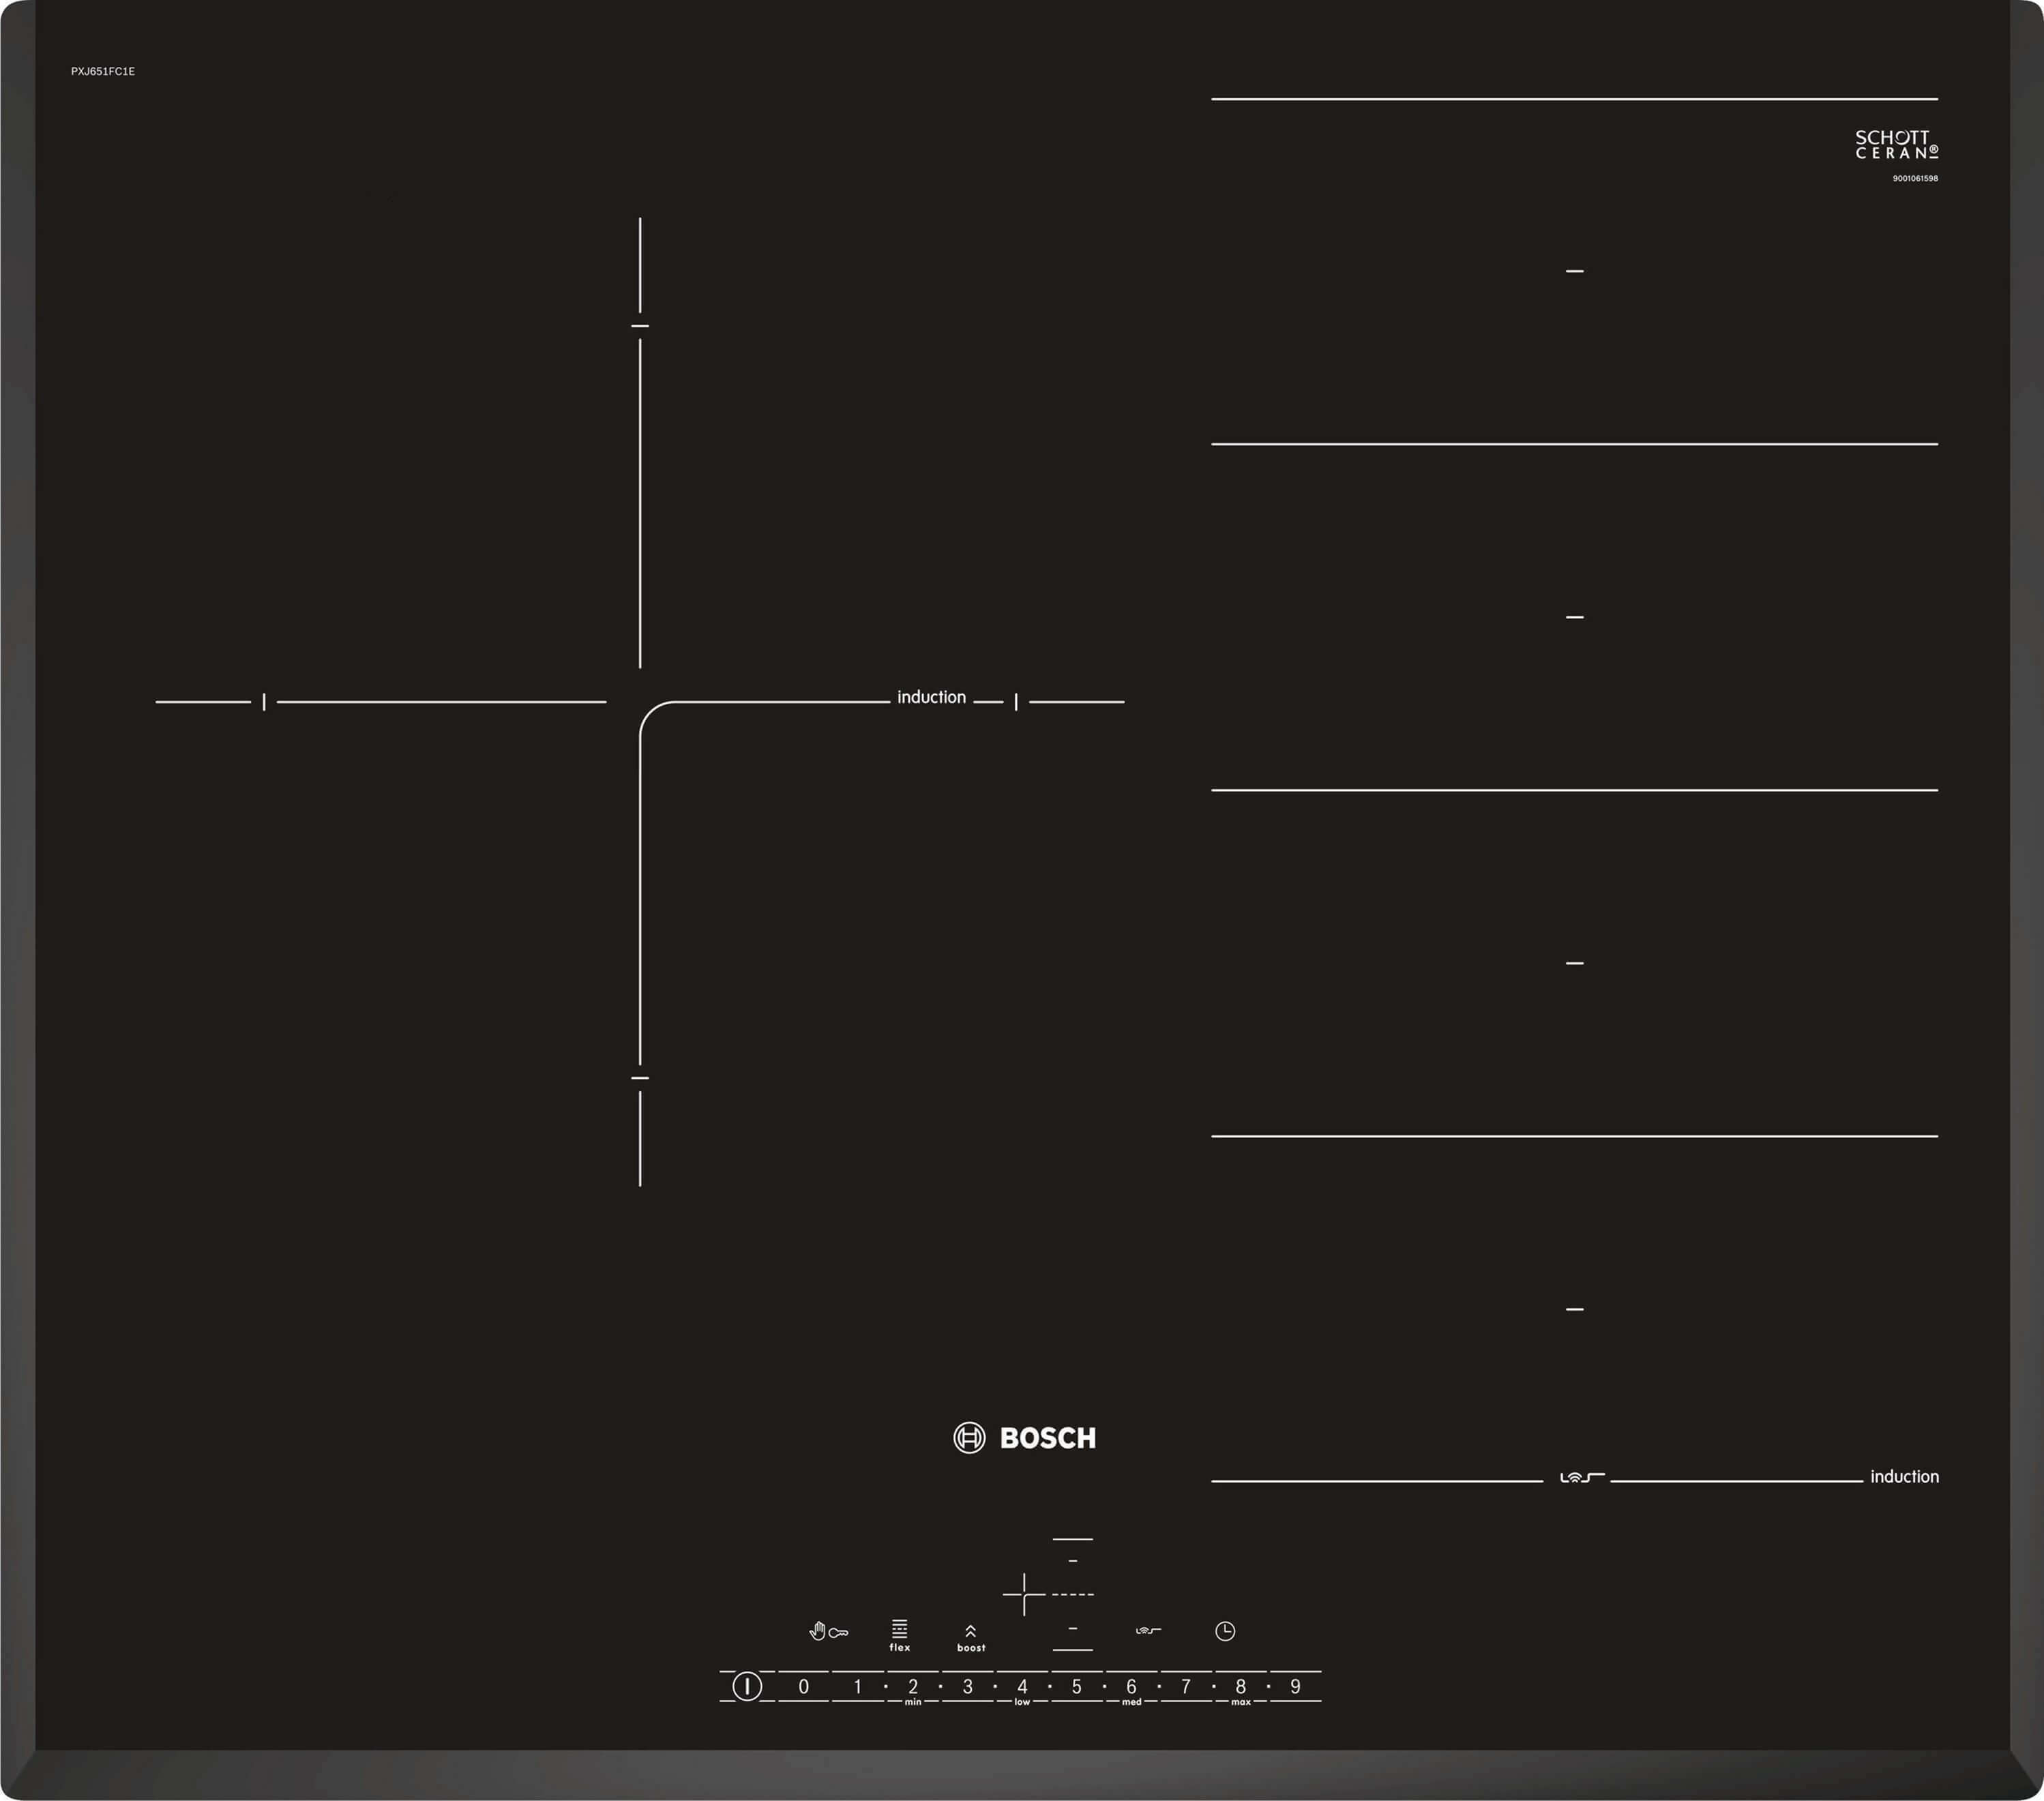 PXJ651FC1E
SCHOTT
CERAN®
9001061598
induction
BOSCH
induction
flex
boost
0 1 · 2 · 3 · 4 · 5 · 6 · 7 · 8 · 9
min low med max